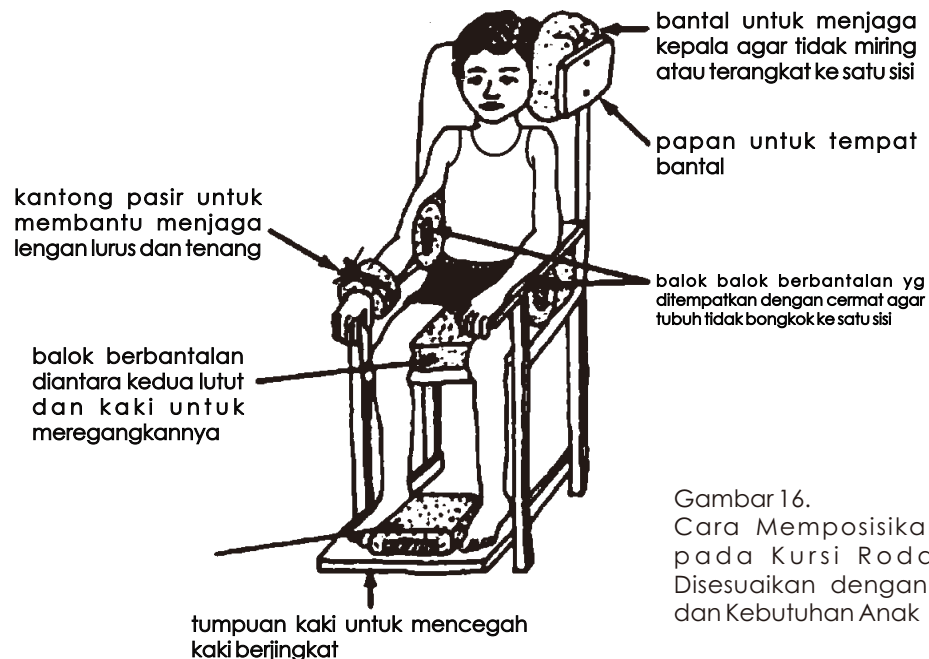 bantal untuk menjaga
kepala agar tidak miring
atau terangkat ke satu sisi
papan untuk tempat
bantal
kantong pasir untuk
membantu menjaga
lengan lurus dan tenang
balok balok berbantalan yg
ditempatkan dengan cermat agar
tubuh tidak bongkok ke satu sisi
balok berbantalan
diantara kedua lutut
dan kaki untuk
meregangkannya
Gambar 16.
Cara Memposisika
pada Kursi
Disesuaikan dengan
dan Kebutuhan Anak
tumpuan kaki untuk mencegah
kaki berjingkat